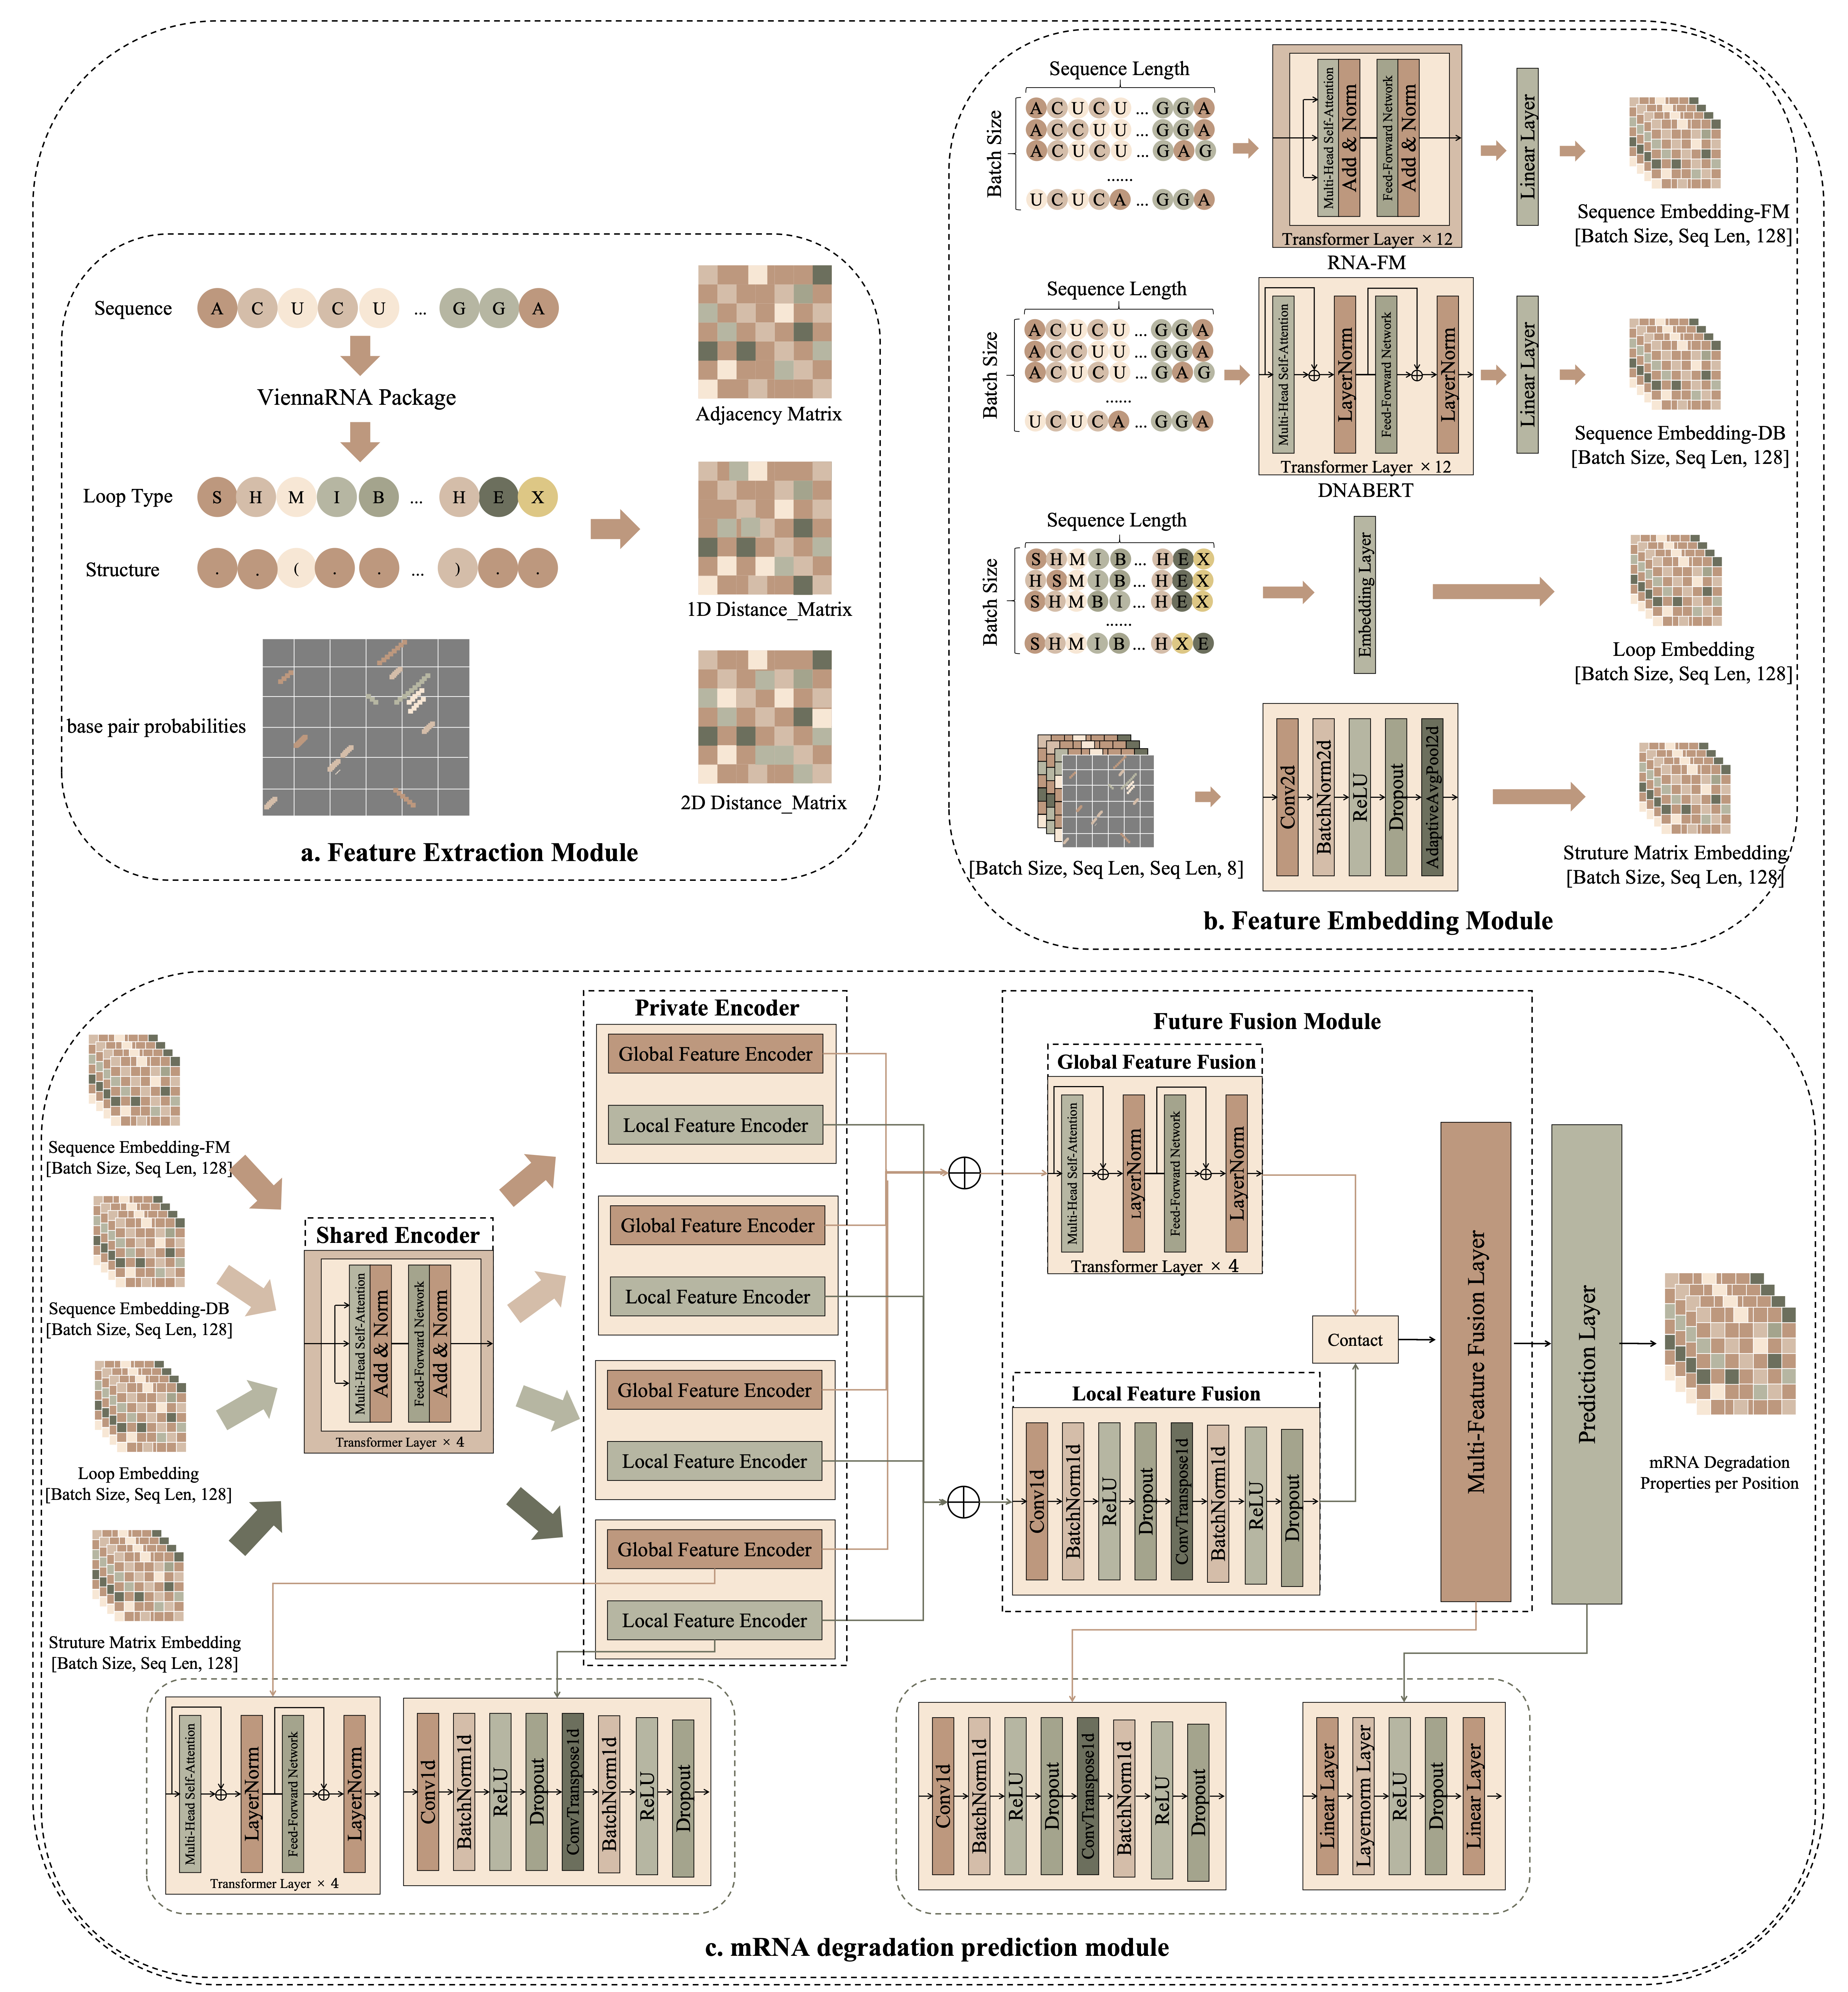 Sequence
A C U C U ... G G A
ViennaRNA Package
Loop Type
S H M I B ... H E X
Structure
. . ( . . ... ) . .
base pair probabilities
Adjacency Matrix
1D Distance_Matrix
2D Distance_Matrix
a. Feature Extraction Module
Sequence Length
Batch Size
A C U C U ... G G A
A C C U U ... G G A
A C U C U ... G A G
......
U C U C A ... G G A
Multi-Head Self-Attention
Add & Norm
Feed-Forward Network
Add & Norm
Transformer Layer × 12
RNA-FM
Linear Layer
Sequence Embedding-FM
[Batch Size, Seq Len, 128]
Sequence Length
Batch Size
A C U C U ... G G A
A C C U U ... G G A
A C U C U ... G A G
......
U C U C A ... G G A
Multi-Head Self-Attention
LayerNorm
Feed-Forward Network
LayerNorm
Transformer Layer × 12
DNABERT
Linear Layer
Sequence Embedding-DB
[Batch Size, Seq Len, 128]
Sequence Length
Batch Size
S H M I B ... H E X
H S M I B ... H E X
S H M B I ... H E X
......
S H M I B ... H X E
Embedding Layer
Loop Embedding
[Batch Size, Seq Len, 128]
[Batch Size, Seq Len, Seq Len, 8]
Conv2d
BatchNorm2d
ReLU
Dropout
AdaptiveAvgPool2d
Struture Matrix Embedding
[Batch Size, Seq Len, 128]
b. Feature Embedding Module
Sequence Embedding-FM
[Batch Size, Seq Len, 128]
Sequence Embedding-DB
[Batch Size, Seq Len, 128]
Loop Embedding
[Batch Size, Seq Len, 128]
Struture Matrix Embedding
[Batch Size, Seq Len, 128]
Shared Encoder
Multi-Head Self-Attention
Add & Norm
Feed-Forward Network
Add & Norm
Transformer Layer × 4
Private Encoder
Global Feature Encoder
Local Feature Encoder
Global Feature Encoder
Local Feature Encoder
Global Feature Encoder
Local Feature Encoder
Global Feature Encoder
Local Feature Encoder
Future Fusion Module
Global Feature Fusion
Multi-Head Self-Attention
LayerNorm
Feed-Forward Network
LayerNorm
Transformer Layer × 4
Local Feature Fusion
Conv1d
BatchNorm1d
ReLU
Dropout
ConvTranspose1d
BatchNorm1d
ReLU
Dropout
Contact
Multi-Feature Fusion Layer
Prediction Layer
mRNA Degradation
Properties per Position
Multi-Head Self-Attention
LayerNorm
Feed-Forward Network
LayerNorm
Transformer Layer × 4
Conv1d
BatchNorm1d
ReLU
Dropout
ConvTranspose1d
BatchNorm1d
ReLU
Dropout
Conv1d
BatchNorm1d
ReLU
Dropout
ConvTranspose1d
BatchNorm1d
ReLU
Dropout
Linear Layer
Layernorm Layer
ReLU
Dropout
Linear Layer
c. mRNA degradation prediction module